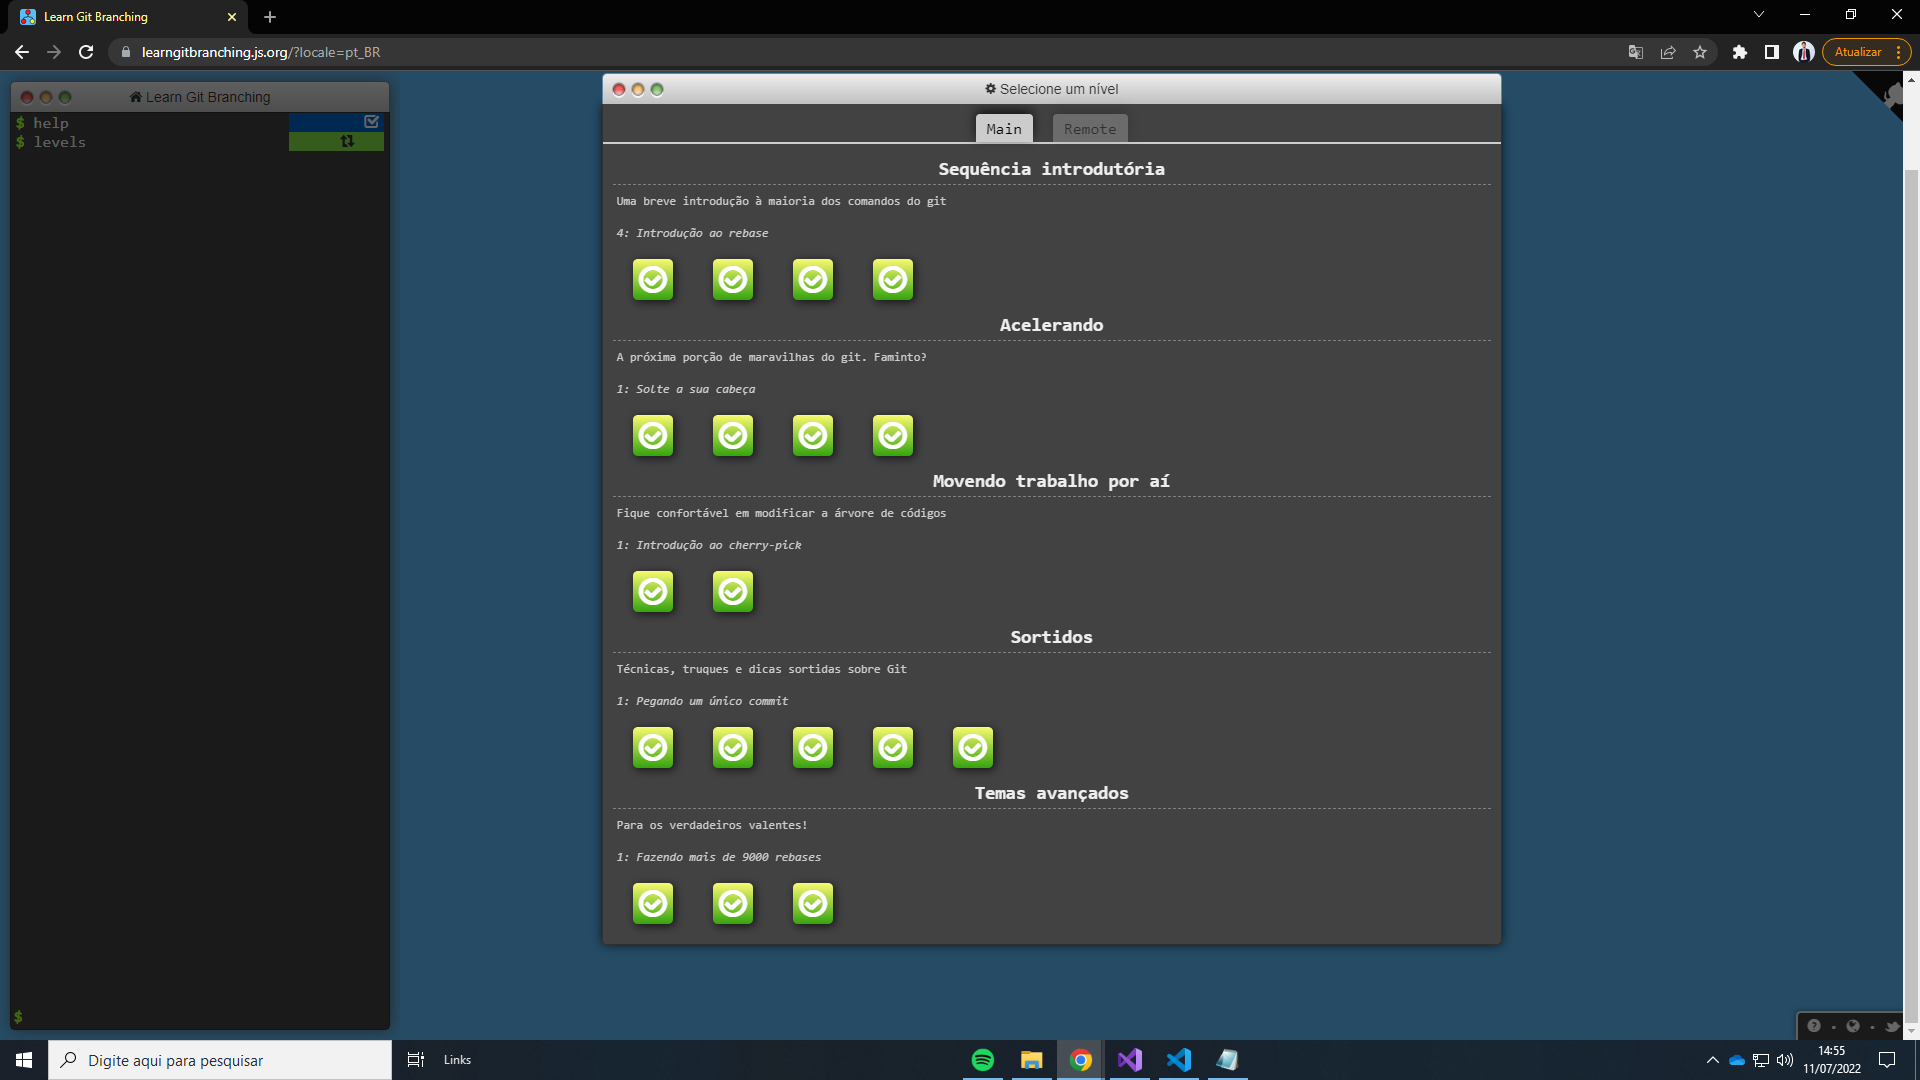 Learn Git Branching
learngitbranching.js.org/?locale=pt_BR
Atualizar
Learn Git Branching
$ help
$ levels
$
Selecione um nível
Main
Remote
Sequência introdutória
Uma breve introdução à maioria dos comandos do git
4: Introdução ao rebase
Acelerando
A próxima porção de maravilhas do git. Faminto?
1: Solte a sua cabeça
Movendo trabalho por aí
Fique confortável em modificar a árvore de códigos
1: Introdução ao cherry-pick
Sortidos
Técnicas, truques e dicas sortidas sobre Git
1: Pegando um único commit
Temas avançados
Para os verdadeiros valentes!
1: Fazendo mais de 9000 rebases
Digite aqui para pesquisar
Links
14:55
11/07/2022